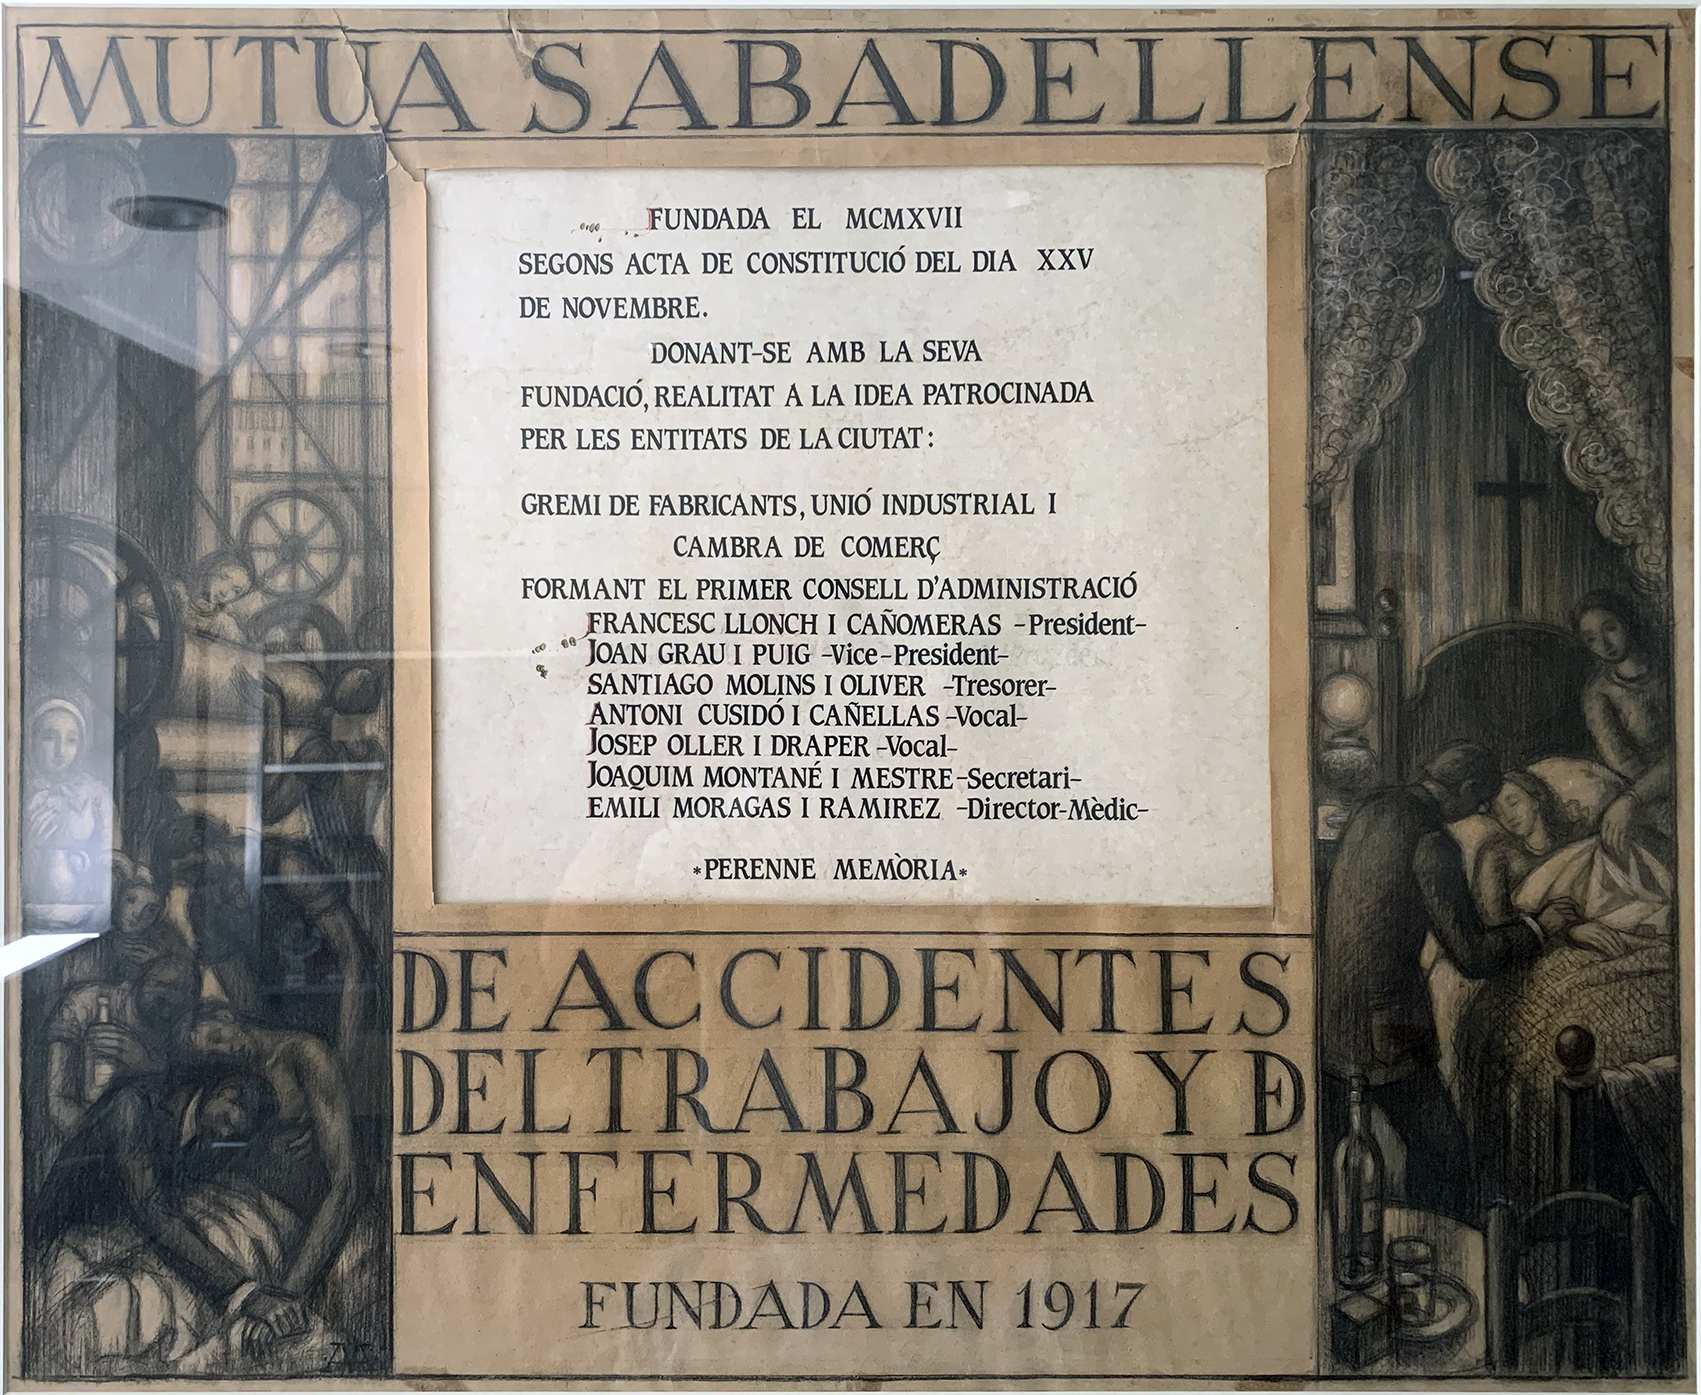 MUTUA SABADELLENSE
FUNDADA EL MCMXVII
SEGONS ACTA DE CONSTITUCIÓ DEL DIA XXV
DE NOVEMBRE.
DONANT-SE AMB LA SEVA
FUNDACIÓ, REALITAT A LA IDEA PATROCINADA
PER LES ENTITATS DE LA CIUTAT:
GREMI DE FABRICANTS, UNIÓ INDUSTRIAL I
CAMBRA DE COMERÇ
FORMANT EL PRIMER CONSELL D'ADMINISTRACIÓ
FRANCESC LLONCH I CAÑOMERAS -President-
JOAN GRAU I PUIG -Vice-President-
SANTIAGO MOLINS I OLIVER -Tresorer-
ANTONI CUSIDÓ I CAÑELLAS -Vocal-
JOSEP OLLER I DRAPER -Vocal-
JOAQUIM MONTANÉ I MESTRE -Secretari-
EMILI MORAGAS I RAMIREZ -Director-Mèdic-
*PERENNE MEMÒRIA*
DE ACCIDENTES
DEL TRABAJO Y DE
ENFERMEDADES
FUNDADA EN 1917